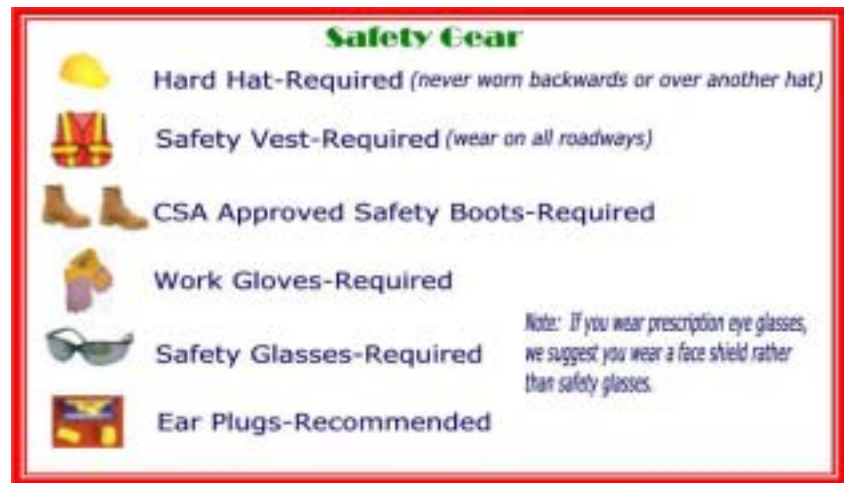 Safety Gear
Hard Hat-Required (never worn backwards or over another hat)
Safety Vest-Required (wear on all roadways)
CSA Approved Safety Boots-Required
Work Gloves-Required
Note: If you wear prescription eye glasses,
we suggest you wear a face shield rather
than safety glasses.
Safety Glasses-Required
Ear Plugs-Recommended